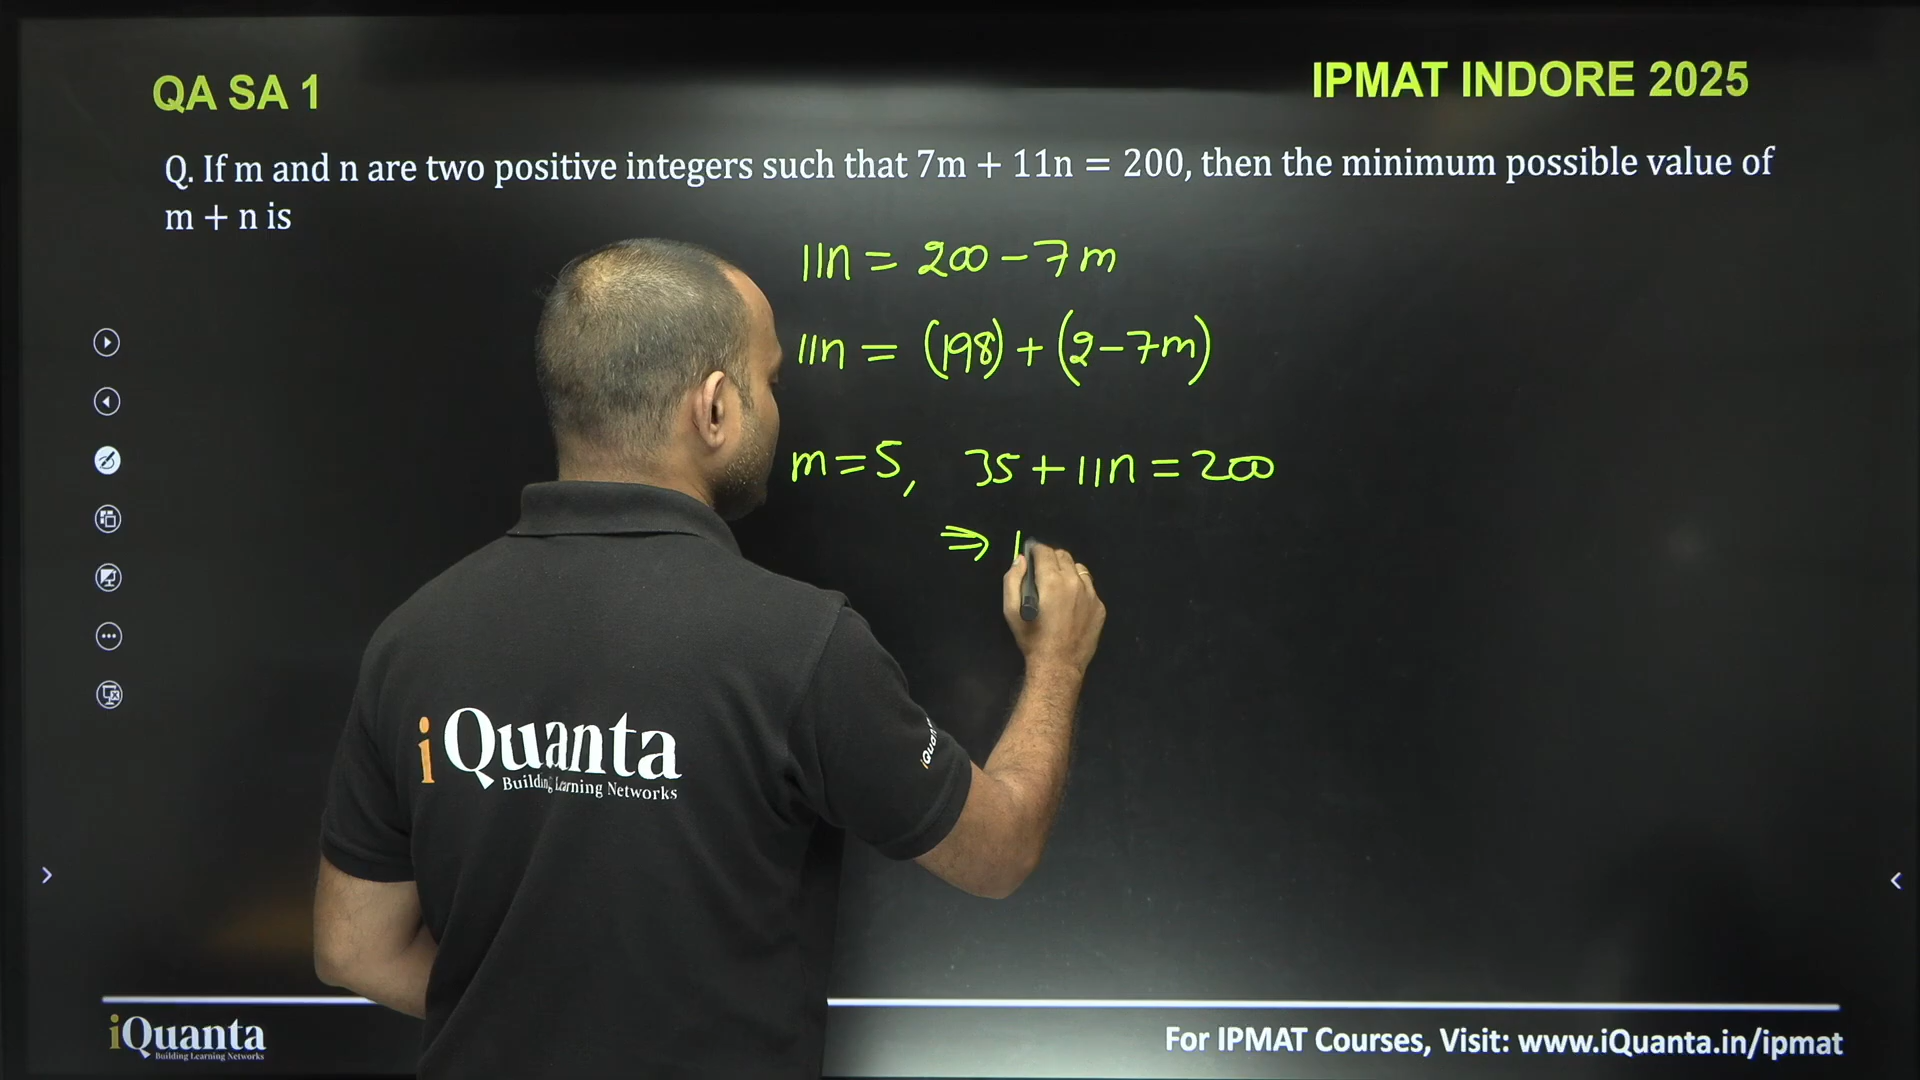 QA SA 1
IPMAT INDORE 2025
Q. If m and n are two positive integers such that 7m + 11n = 200, then the minimum possible value of
m + n is
11n = 200 - 7m
11n = (198) + (2 - 7m)
m = 5, 35 + 11n = 200
⇒ 1
iQuanta
Building Learning Networks
iQuanta
iQuanta
Building Learning Networks
For IPMAT Courses, Visit: www.iQuanta.in/ipmat